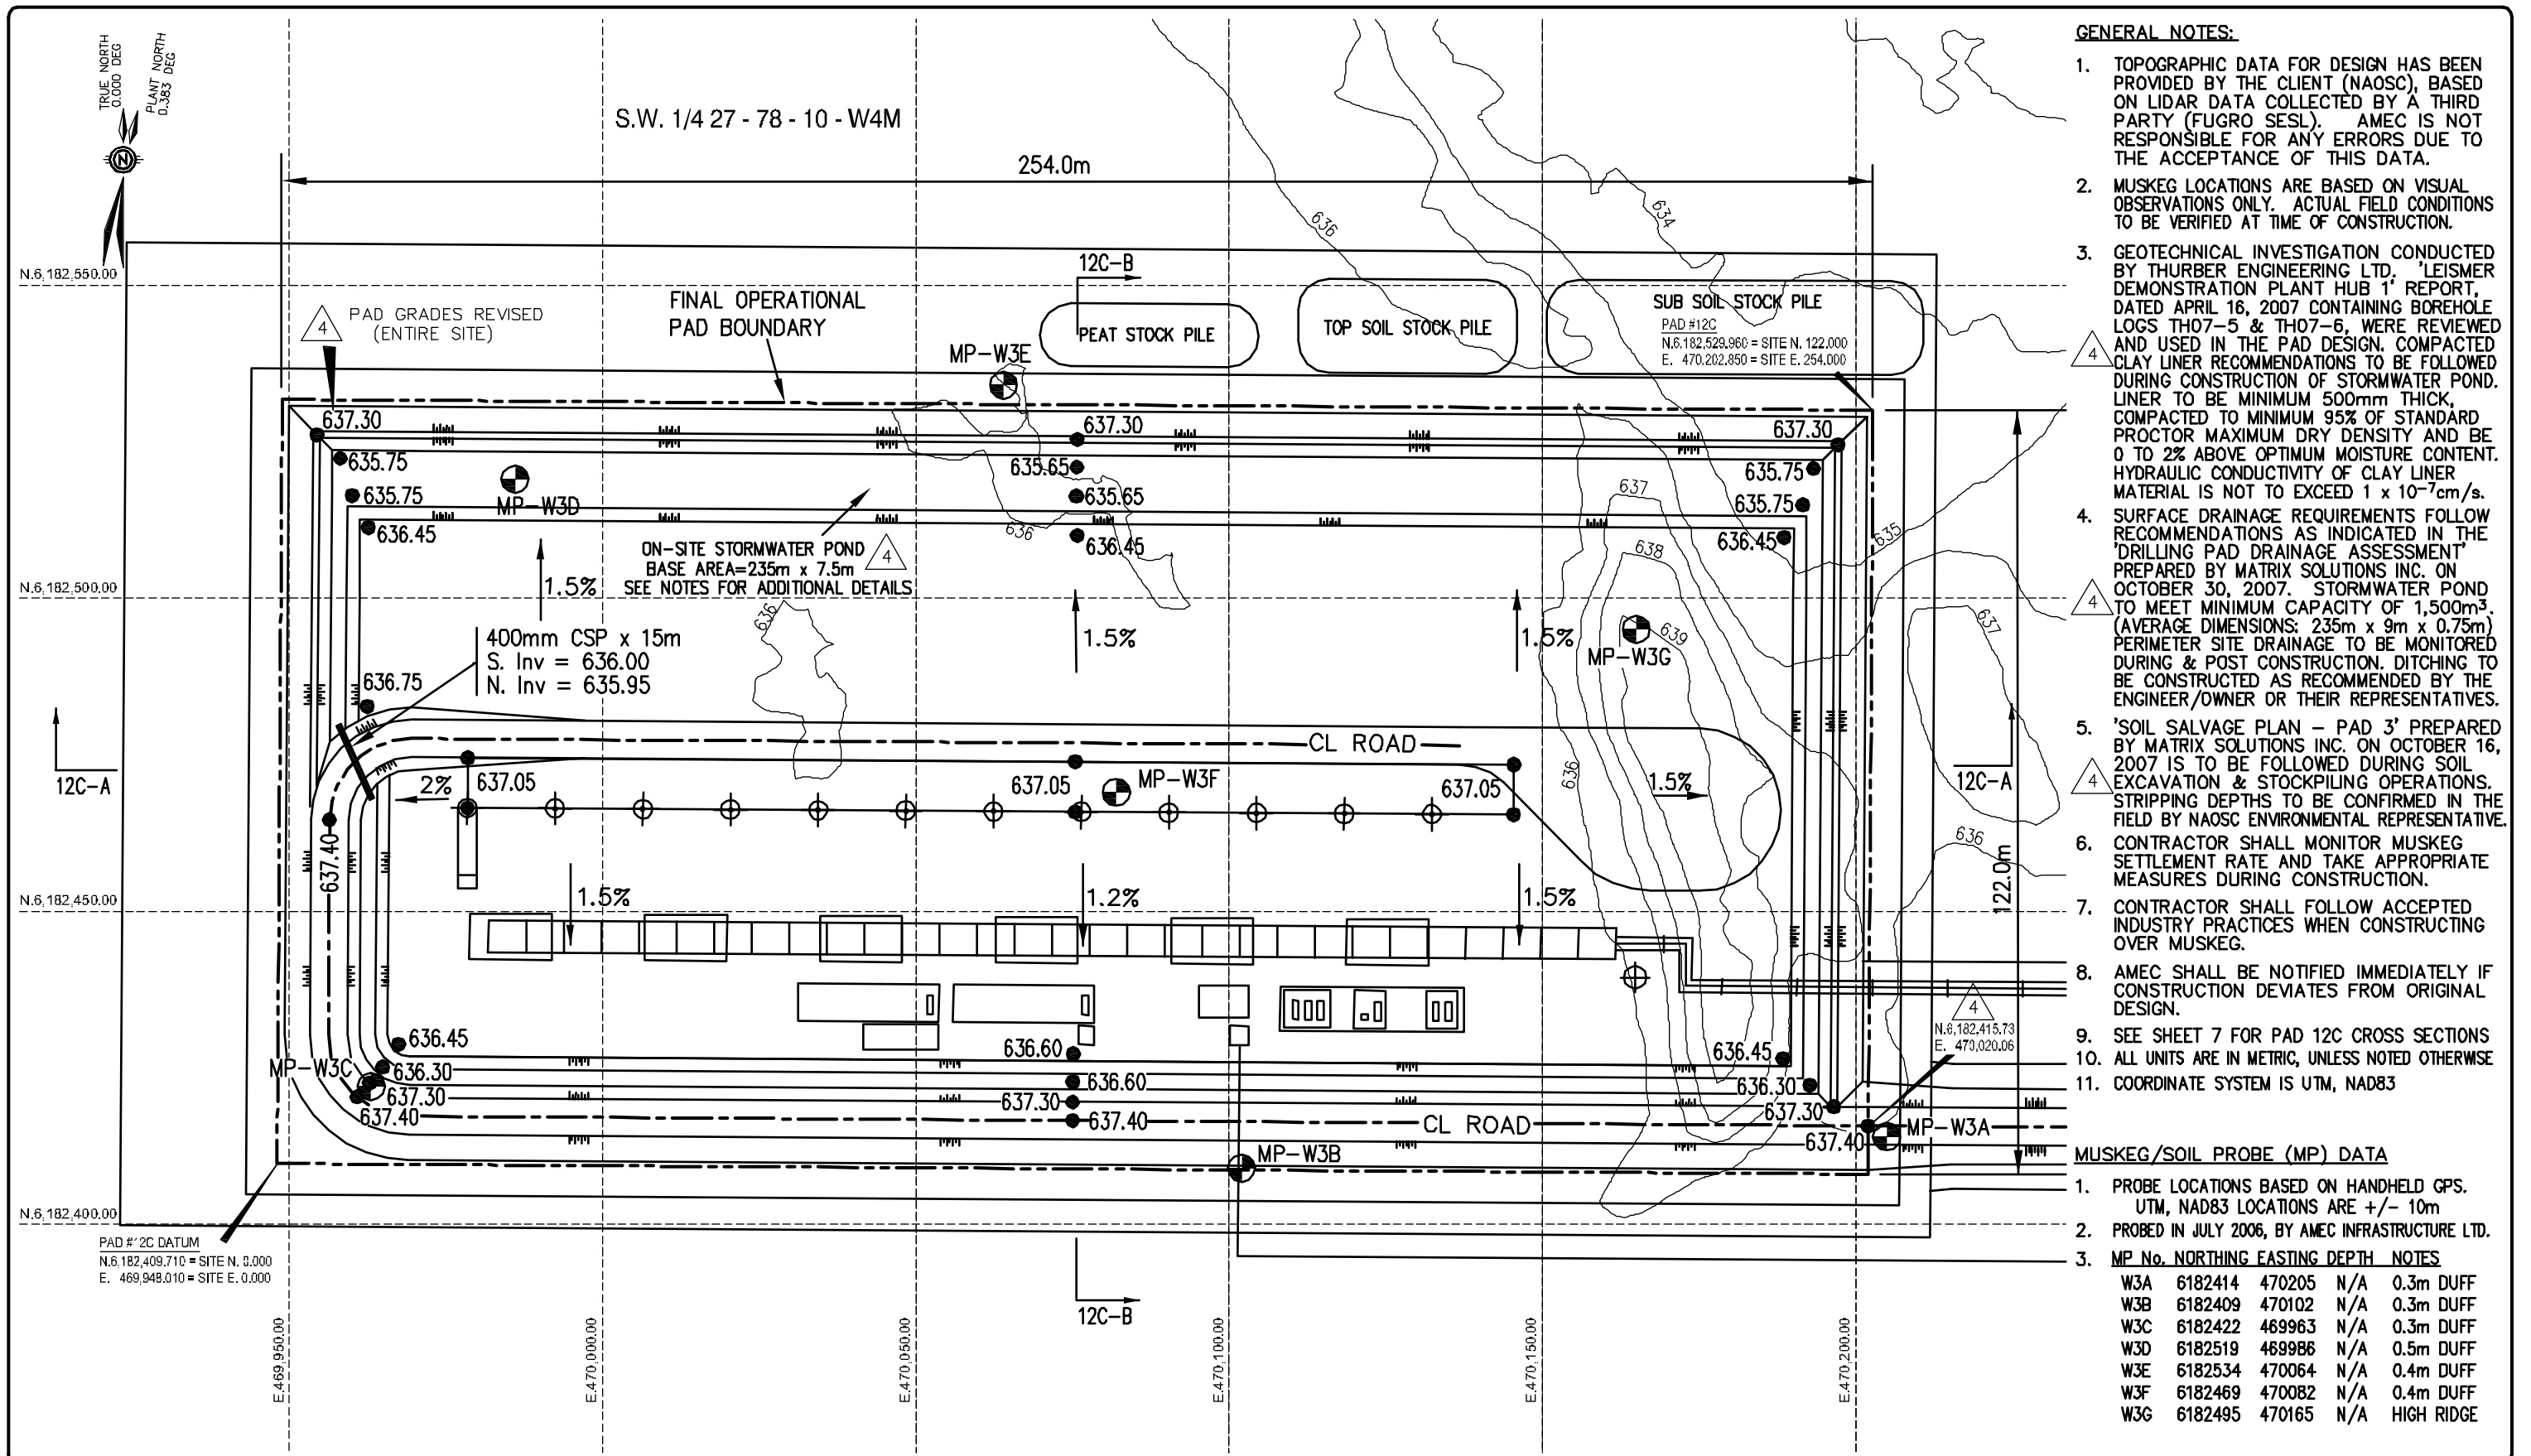 TRUE NORTH
0.000 DEG
PLANT NORTH
0.383 DEG
N
S.W. 1/4 27 - 78 - 10 - W4M
254.0m
636
634
N.6,182,550.00
12C-B
4
PAD GRADES REVISED
(ENTIRE SITE)
FINAL OPERATIONAL
PAD BOUNDARY
PEAT STOCK PILE
TOP SOIL STOCK PILE
SUB SOIL STOCK PILE
PAD #12C
N.6,182,529.960 = SITE N. 122.000
E. 470,202.850 = SITE E. 254.000
MP-W3E
637.30
637.30
637.30
635.75
635.65
635.75
635.75
635.65
635.75
MP-W3D
637
636.45
636
636.45
636.45
635
638
ON-SITE STORMWATER POND
BASE AREA=235m x 7.5m
SEE NOTES FOR ADDITIONAL DETAILS
4
N.6,182,500.00
1.5%
1.5%
1.5%
636
639
637
MP-W3G
400mm CSP x 15m
S. Inv = 636.00
N. Inv = 635.95
636.75
CL ROAD
12C-A
2%
637.05
637.05
MP-W3F
637.05
636
1.5%
12C-A
637.40
636
122.0m
N.6,182,450.00
1.5%
1.2%
1.5%
4
N.6,182,415.73
E. 470,020.06
636.45
636.60
636.45
MP-W3C
636.30
636.60
636.30
637.30
637.30
637.30
637.40
637.40
CL ROAD
637.40
MP-W3A
MP-W3B
N.6,182,400.00
PAD #12C DATUM
N.6,182,409.710 = SITE N. 0.000
E. 469,948.010 = SITE E. 0.000
12C-B
E.469,950.00
E.470,000.00
E.470,050.00
E.470,100.00
E.470,150.00
E.470,200.00
GENERAL NOTES:
1. TOPOGRAPHIC DATA FOR DESIGN HAS BEEN
PROVIDED BY THE CLIENT (NAOSC), BASED
ON LIDAR DATA COLLECTED BY A THIRD
PARTY (FUGRO SESL). AMEC IS NOT
RESPONSIBLE FOR ANY ERRORS DUE TO
THE ACCEPTANCE OF THIS DATA.
2. MUSKEG LOCATIONS ARE BASED ON VISUAL
OBSERVATIONS ONLY. ACTUAL FIELD CONDITIONS
TO BE VERIFIED AT TIME OF CONSTRUCTION.
3. GEOTECHNICAL INVESTIGATION CONDUCTED
BY THURBER ENGINEERING LTD. 'LEISMER
DEMONSTRATION PLANT HUB 1' REPORT,
DATED APRIL 16, 2007 CONTAINING BOREHOLE
LOGS TH07-5 & TH07-6, WERE REVIEWED
4 AND USED IN THE PAD DESIGN. COMPACTED
CLAY LINER RECOMMENDATIONS TO BE FOLLOWED
DURING CONSTRUCTION OF STORMWATER POND.
LINER TO BE MINIMUM 500mm THICK,
COMPACTED TO MINIMUM 95% OF STANDARD
PROCTOR MAXIMUM DRY DENSITY AND BE
0 TO 2% ABOVE OPTIMUM MOISTURE CONTENT.
HYDRAULIC CONDUCTIVITY OF CLAY LINER
MATERIAL IS NOT TO EXCEED 1 x 10⁻⁷cm/s.
4. SURFACE DRAINAGE REQUIREMENTS FOLLOW
RECOMMENDATIONS AS INDICATED IN THE
'DRILLING PAD DRAINAGE ASSESSMENT'
PREPARED BY MATRIX SOLUTIONS INC. ON
4 OCTOBER 30, 2007. STORMWATER POND
TO MEET MINIMUM CAPACITY OF 1,500m³.
(AVERAGE DIMENSIONS: 235m x 9m x 0.75m)
PERIMETER SITE DRAINAGE TO BE MONITORED
DURING & POST CONSTRUCTION. DITCHING TO
BE CONSTRUCTED AS RECOMMENDED BY THE
ENGINEER/OWNER OR THEIR REPRESENTATIVES.
5. 'SOIL SALVAGE PLAN – PAD 3' PREPARED
BY MATRIX SOLUTIONS INC. ON OCTOBER 16,
2007 IS TO BE FOLLOWED DURING SOIL
4 EXCAVATION & STOCKPILING OPERATIONS.
STRIPPING DEPTHS TO BE CONFIRMED IN THE
FIELD BY NAOSC ENVIRONMENTAL REPRESENTATIVE.
6. CONTRACTOR SHALL MONITOR MUSKEG
SETTLEMENT RATE AND TAKE APPROPRIATE
MEASURES DURING CONSTRUCTION.
7. CONTRACTOR SHALL FOLLOW ACCEPTED
INDUSTRY PRACTICES WHEN CONSTRUCTING
OVER MUSKEG.
8. AMEC SHALL BE NOTIFIED IMMEDIATELY IF
CONSTRUCTION DEVIATES FROM ORIGINAL
DESIGN.
9. SEE SHEET 7 FOR PAD 12C CROSS SECTIONS
10. ALL UNITS ARE IN METRIC, UNLESS NOTED OTHERWISE
11. COORDINATE SYSTEM IS UTM, NAD83
MUSKEG/SOIL PROBE (MP) DATA
1. PROBE LOCATIONS BASED ON HANDHELD GPS.
UTM, NAD83 LOCATIONS ARE +/- 10m
2. PROBED IN JULY 2006, BY AMEC INFRASTRUCTURE LTD.
3. MP No. NORTHING EASTING DEPTH NOTES
W3A 6182414 470205 N/A 0.3m DUFF
W3B 6182409 470102 N/A 0.3m DUFF
W3C 6182422 469963 N/A 0.3m DUFF
W3D 6182519 469986 N/A 0.5m DUFF
W3E 6182534 470064 N/A 0.4m DUFF
W3F 6182469 470082 N/A 0.4m DUFF
W3G 6182495 470165 N/A HIGH RIDGE